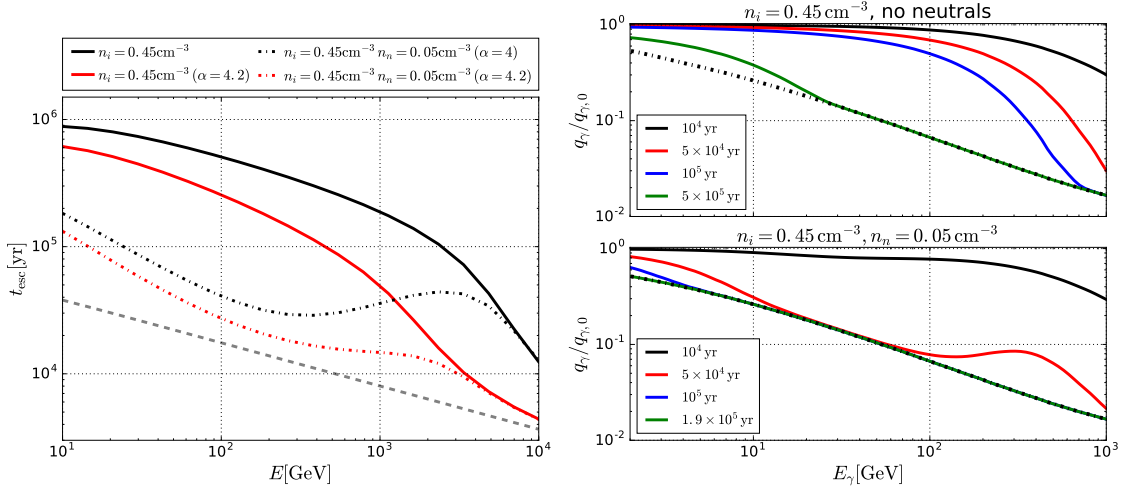 n_i = 0.45cm^{-3}
n_i = 0.45cm^{-3} (α = 4.2)
n_i = 0.45cm^{-3} n_n = 0.05cm^{-3} (α = 4)
n_i = 0.45cm^{-3} n_n = 0.05cm^{-3} (α = 4.2)
t_{esc}[yr]
10^6
10^5
10^4
10^1
10^2
10^3
10^4
E[GeV]
n_i = 0.45 cm^{-3}, no neutrals
q_γ/q_{γ,0}
10^0
10^{-1}
10^{-2}
10^4 yr
5 × 10^4 yr
10^5 yr
5 × 10^5 yr
n_i = 0.45 cm^{-3}, n_n = 0.05 cm^{-3}
q_γ/q_{γ,0}
10^0
10^{-1}
10^{-2}
10^4 yr
5 × 10^4 yr
10^5 yr
1.9 × 10^5 yr
10^1
10^2
10^3
E_γ[GeV]